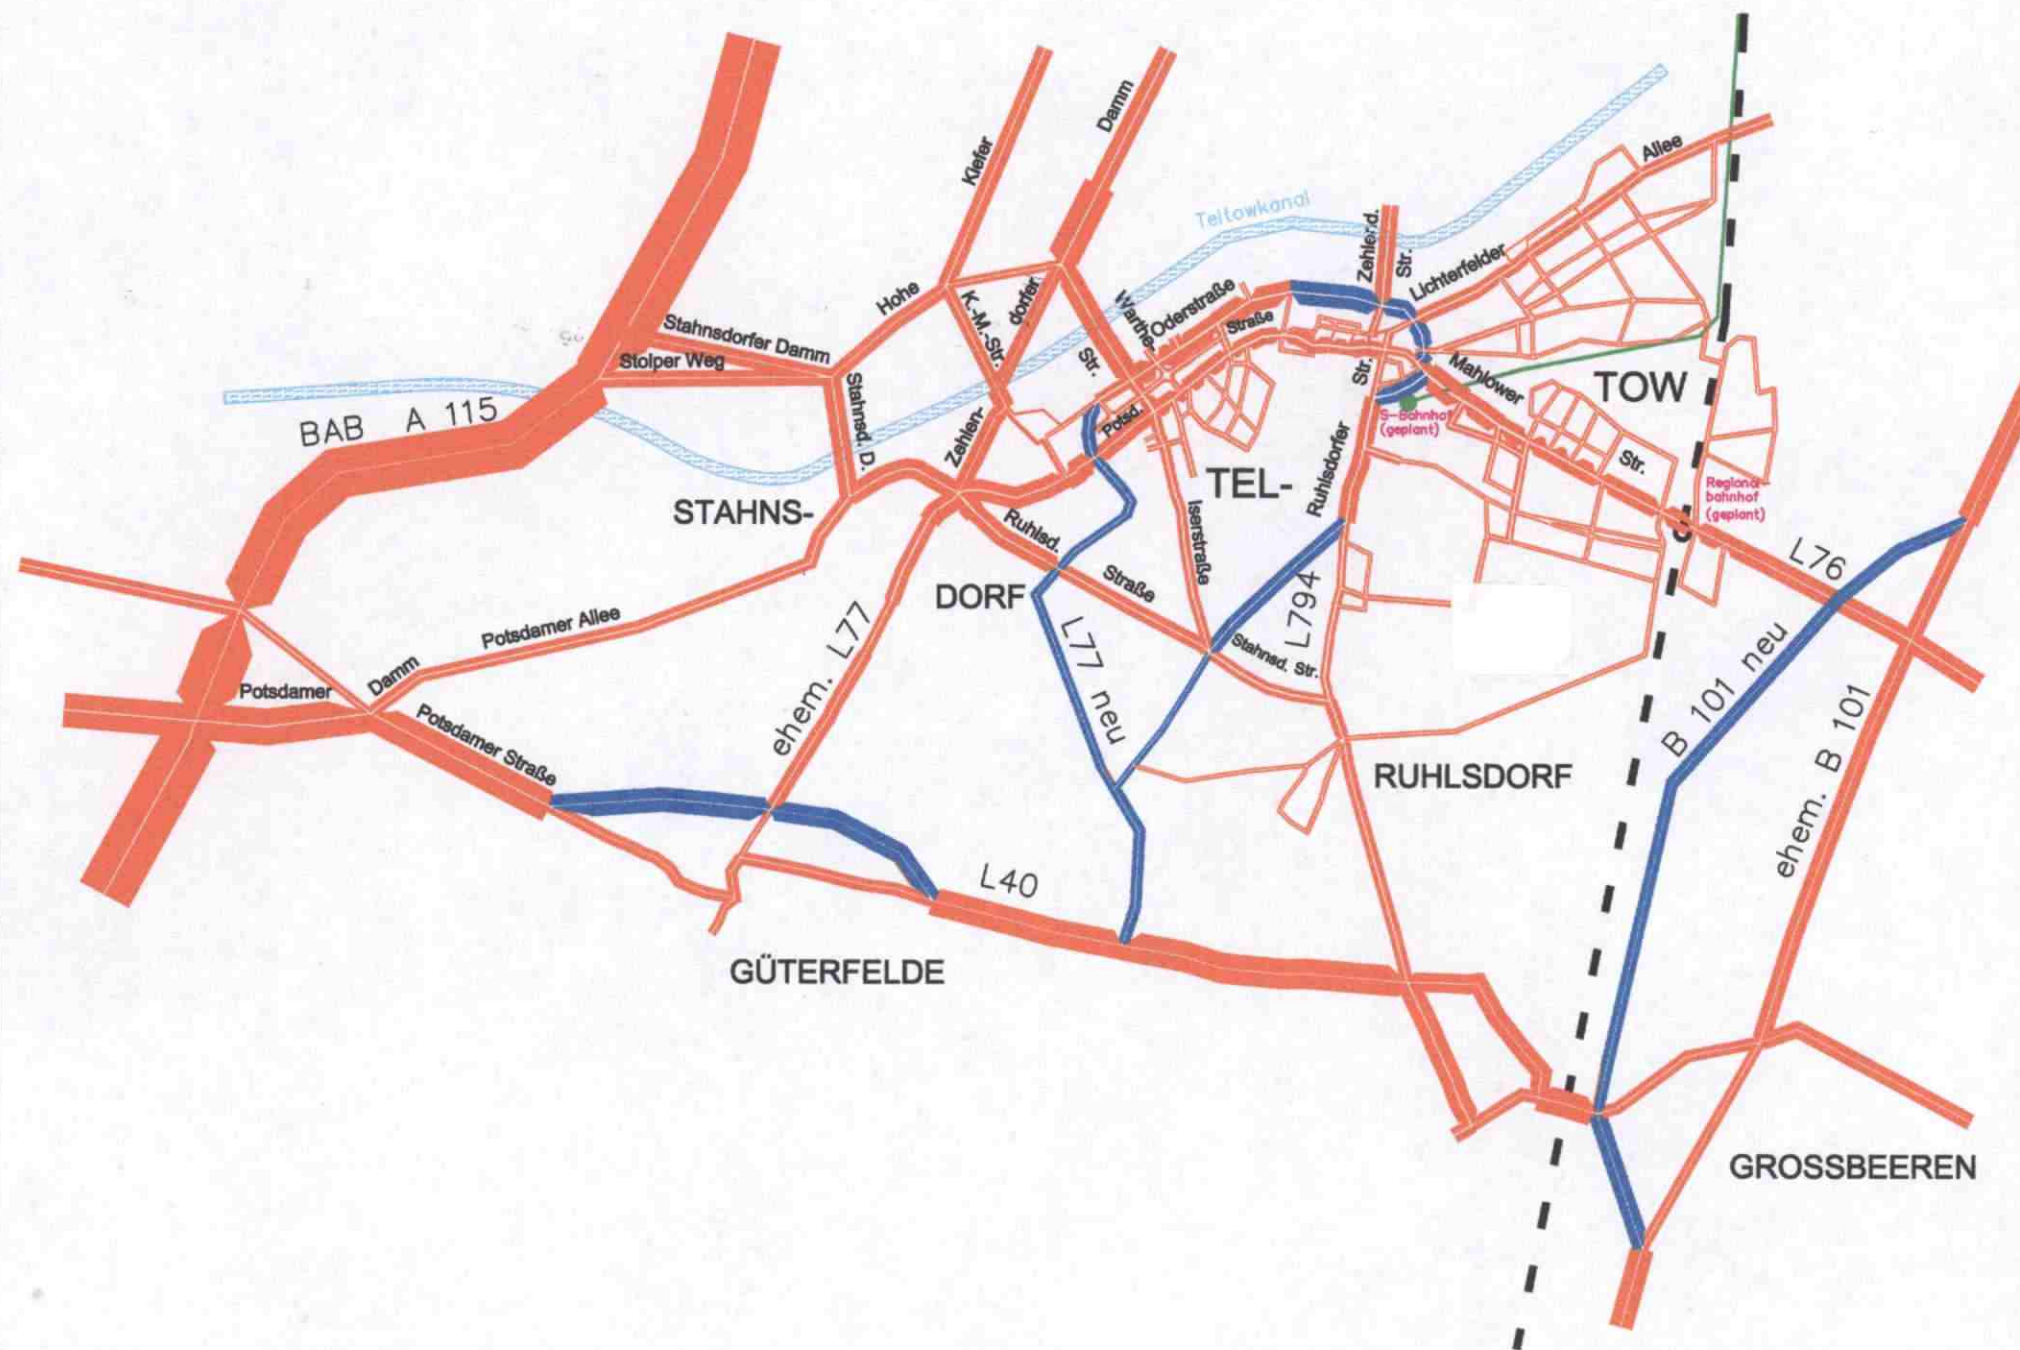 Kiefer
Damm
Allee
Teltowkanal
Zehlend.
Str.
Lichterfelder
Hohe
K.-M.-Str.
dorfer
Warthe-
Str.
Oderstraße
Straße
Stahnsdorfer Damm
Stolper Weg
Stahnsd. D.
Mahlower
Str.
TOW
BAB A 115
Zehlen-
Potsd.
Str.
S-Bahnhof
(geplant)
Ruhlsdorfer
Str.
TEL-
Regional
bahnhof
(geplant)
STAHNS-
Ruhlsd.
Straße
Iserstraße
DORF
L76
L794
Potsdamer Allee
ehem. L77
L77 neu
Stahnsd. Str.
B 101 neu
ehem. B 101
Potsdamer
Damm
Potsdamer Straße
RUHLSDORF
L40
GÜTERFELDE
GROSSBEEREN